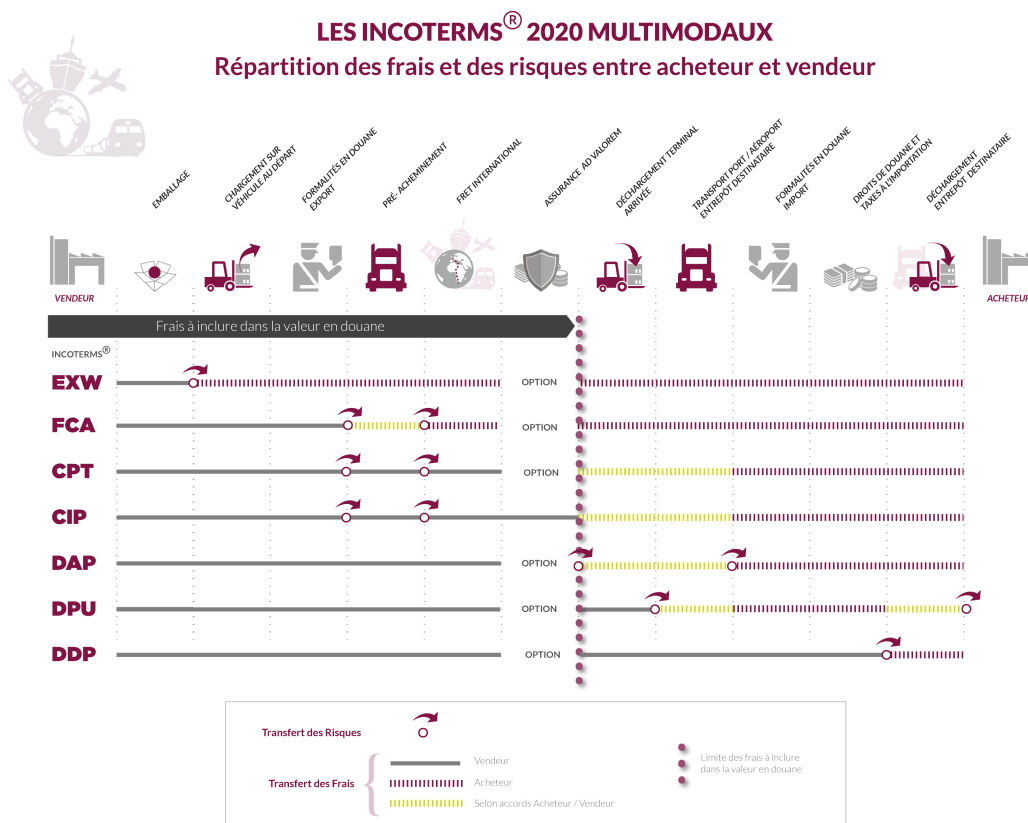 LES INCOTERMS® 2020 MULTIMODAUX
Répartition des frais et des risques entre acheteur et vendeur
EMBALLAGE
CHARGEMENT SUR
VÉHICULE AU DÉPART
FORMALITÉS EN DOUANE
EXPORT
PRÉ- ACHEMINEMENT
FRET INTERNATIONAL
ASSURANCE AD VALOREM
DÉCHARGEMENT TERMINAL
ARRIVÉE
TRANSPORT PORT / AÉROPORT
ENTREPÔT DESTINATAIRE
FORMALITÉS EN DOUANE
IMPORT
DROITS DE DOUANE ET
TAXES À L'IMPORTATION
DÉCHARGEMENT
ENTREPÔT DESTINATAIRE
VENDEUR
ACHETEUR
Frais à inclure dans la valeur en douane
INCOTERMS®
EXW OPTION
FCA OPTION
CPT OPTION
CIP
DAP OPTION
DPU OPTION
DDP OPTION
Transfert des Risques
Transfert des Frais
Vendeur
Acheteur
Selon accords Acheteur / Vendeur
Limite des frais à inclure
dans la valeur en douane